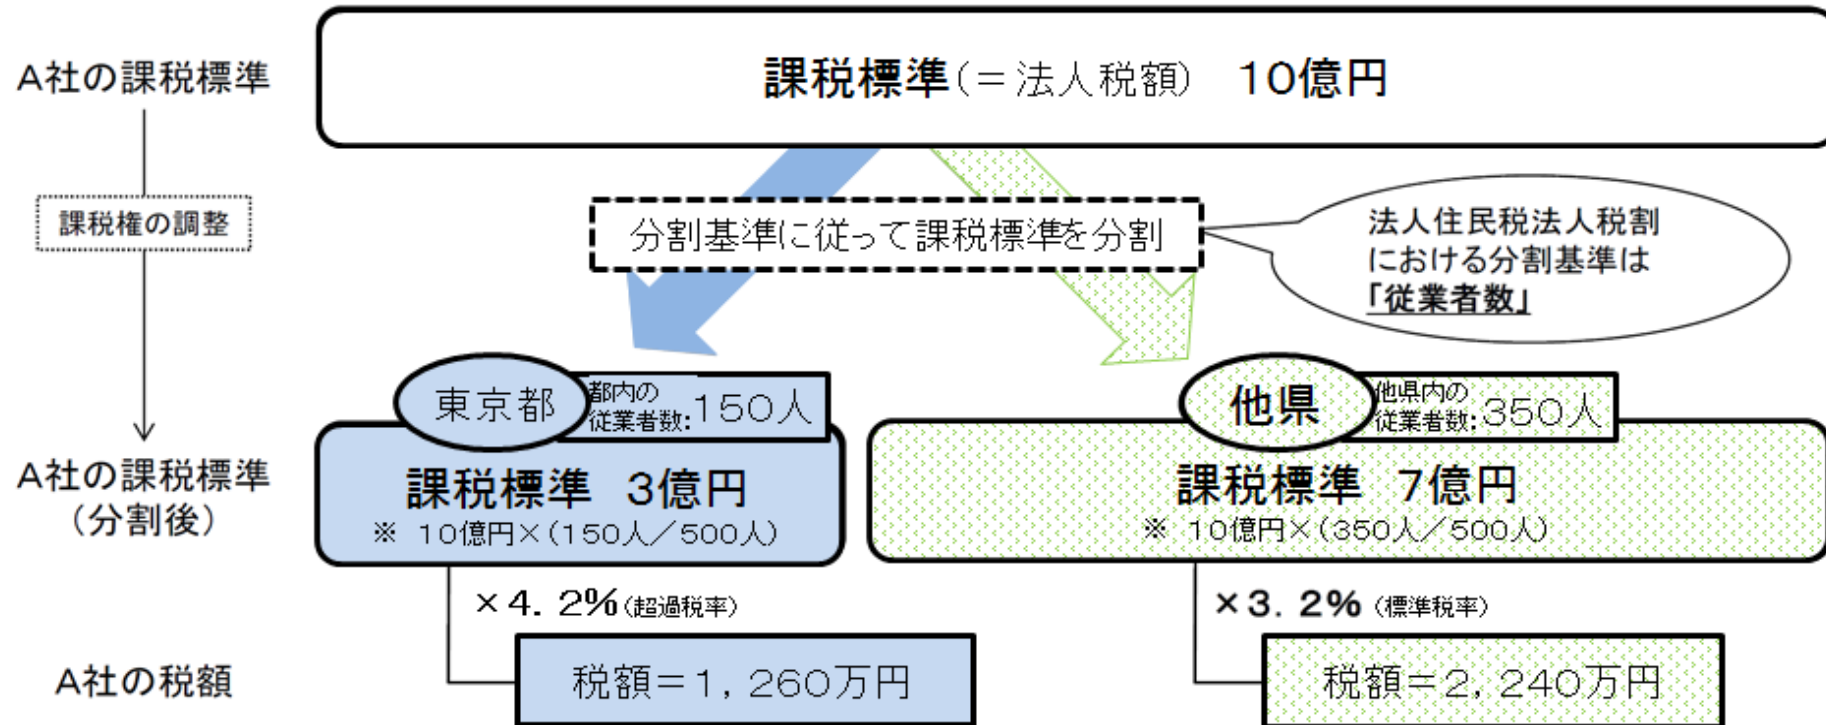 A社の課税標準
課税標準(=法人税額) 10億円
課税権の調整
分割基準に従って課税標準を分割
法人住民税法人税割
における分割基準は
「従業者数」
東京都
都内の
従業者数:150人
他県
他県内の
従業者数:350人
A社の課税標準
(分割後)
課税標準 3億円
※ 10億円×(150人/500人)
課税標準 7億円
※ 10億円×(350人/500人)
×4.2%(超過税率)
×3.2%(標準税率)
A社の税額
税額=1,260万円
税額=2,240万円